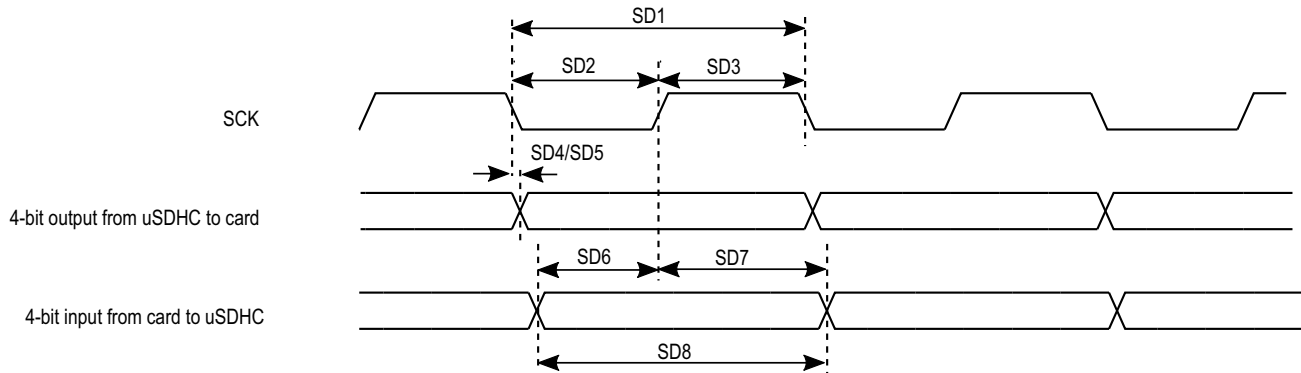 SD1
SD2
SD3
SCK
SD4/SD5
4-bit output from uSDHC to card
SD6
SD7
4-bit input from card to uSDHC
SD8